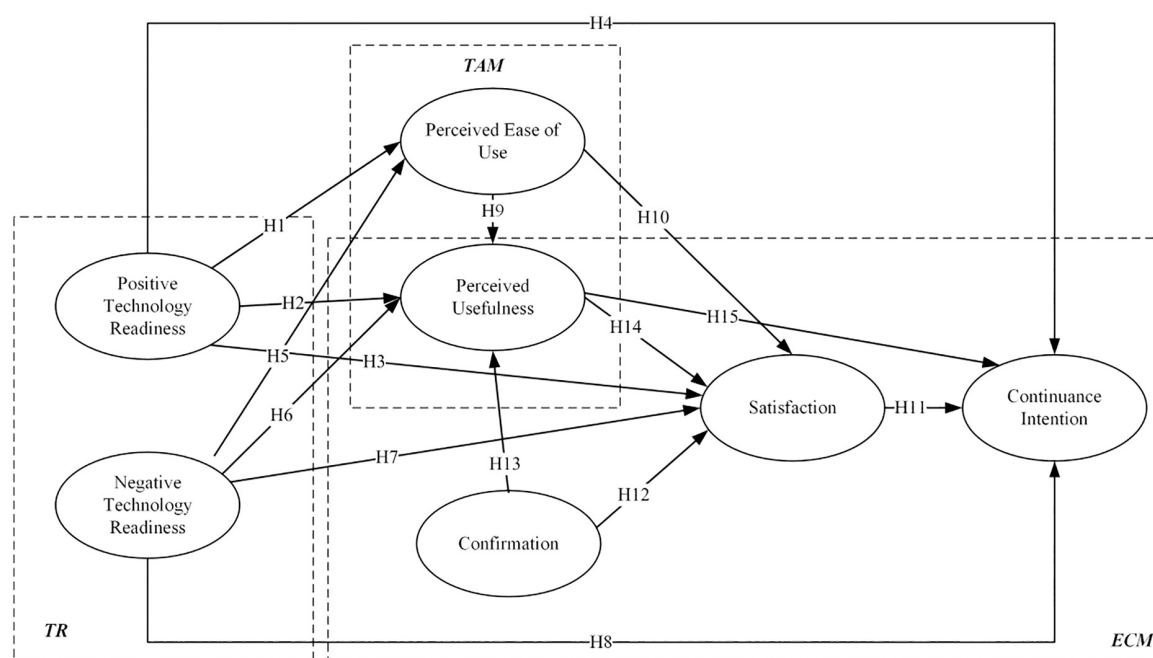 H4
TAM
Perceived Ease of
Use
H9
H10
H1
Positive
Technology
Readiness
H2
Perceived
Usefulness
H15
H14
H5
H3
Satisfaction
H11
Continuance
Intention
H6
H7
H13
H12
Negative
Technology
Readiness
Confirmation
TR
H8
ECM